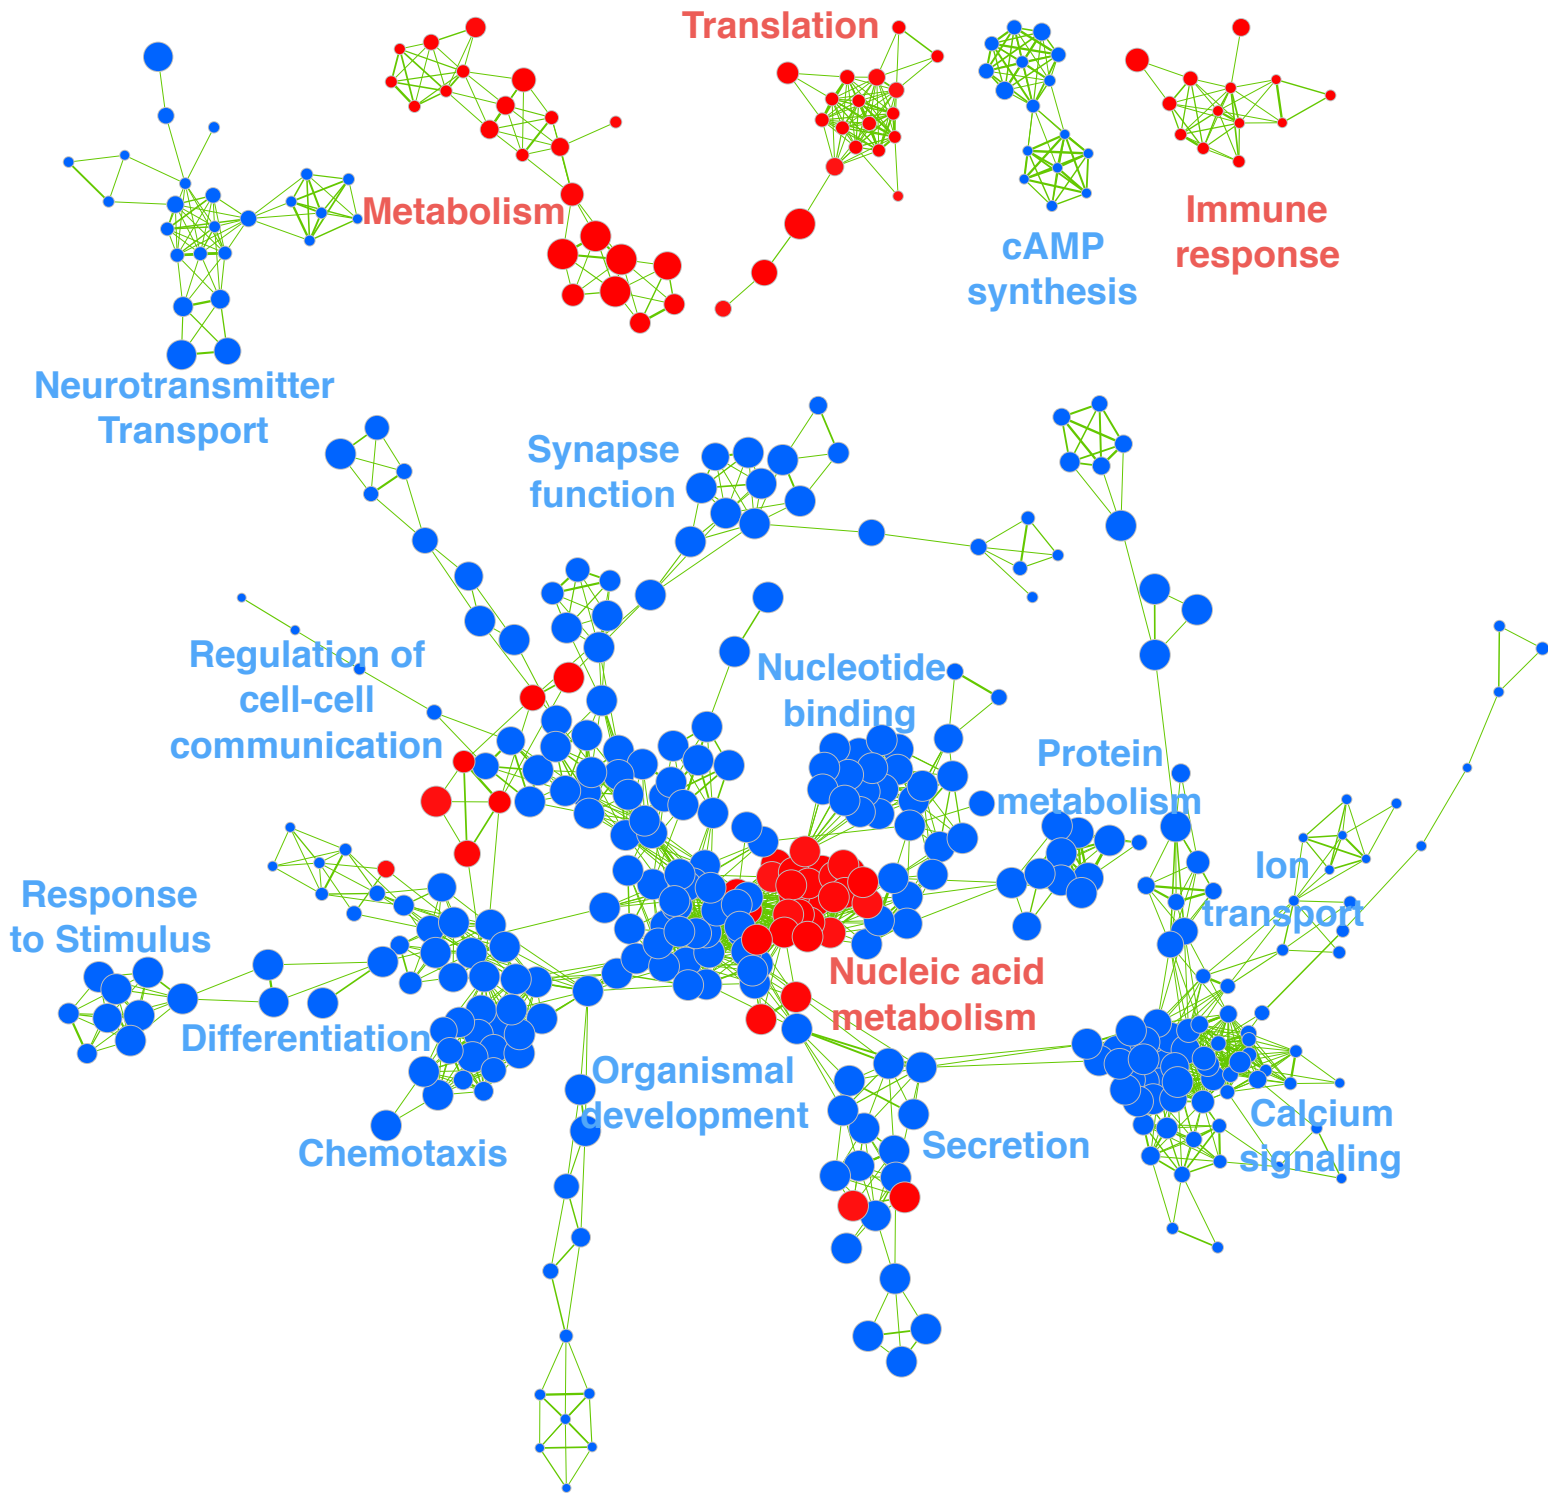 Translation
Metabolism
Immune
response
cAMP
synthesis
Neurotransmitter
Transport
Synapse
function
Regulation of
cell-cell
communication
Nucleotide
binding
Protein
metabolism
Ion
transport
Response
to Stimulus
Nucleic acid
metabolism
Differentiation
Organismal
development
Calcium
signaling
Chemotaxis
Secretion